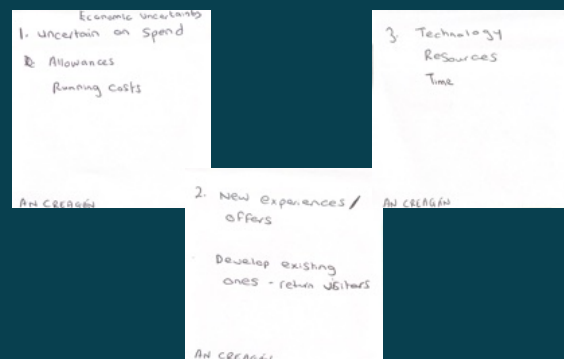 Economic uncertainty
1. uncertain on spend
Allowances
Running costs
AN CREAGÁN
2. New experiences /
offers
Develop existing
ones - return visitors
AN CREAGÁN
3. Technology
Resources
Time
AN CREAGÁN